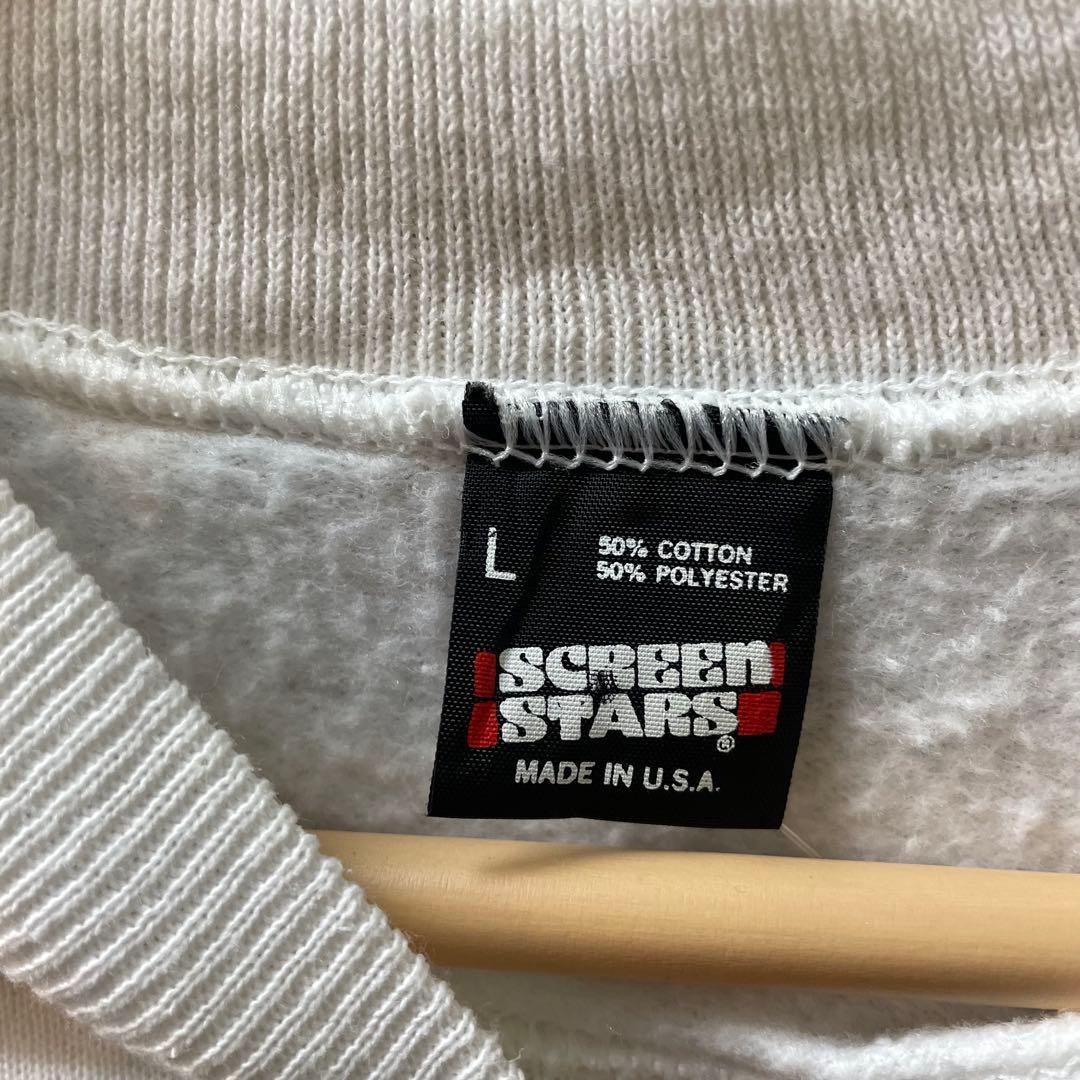 L
50% COTTON
50% POLYESTER
SCREEN
STARS®
MADE IN U.S.A.